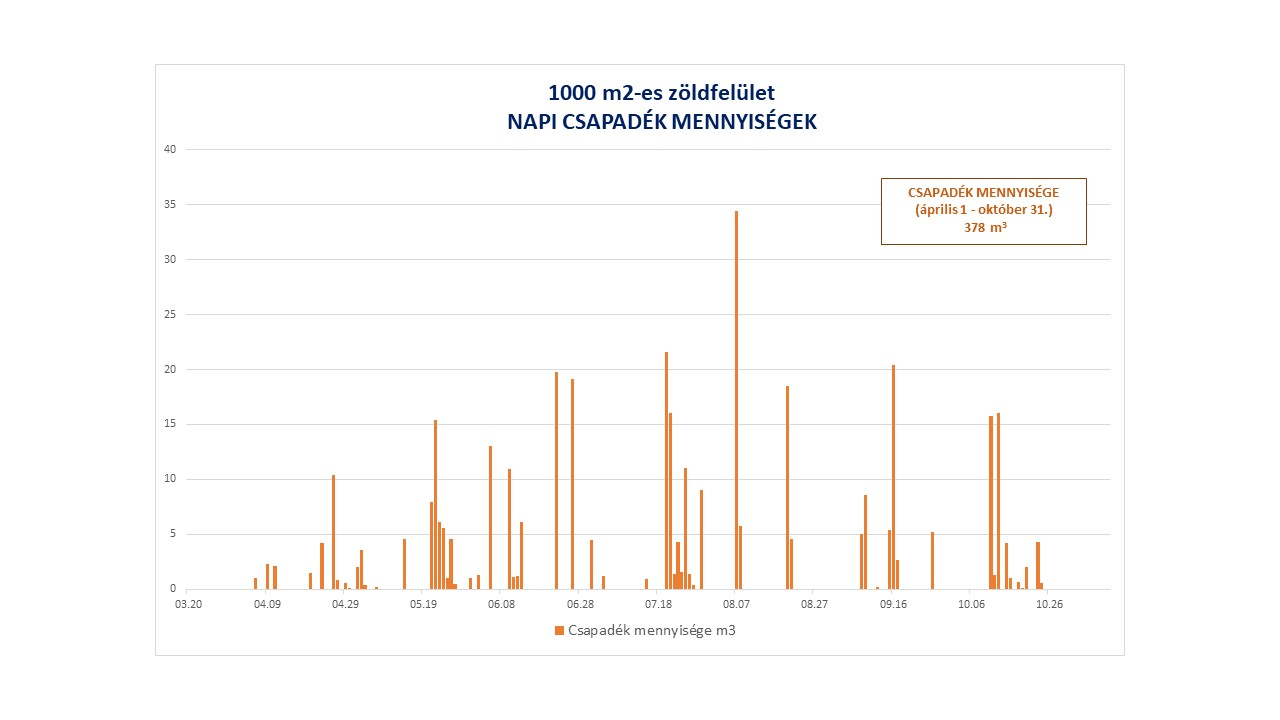 1000 m2-es zöldfelület
NAPI CSAPADÉK MENNYISÉGEK
40
35
30
25
20
15
10
5
0
CSAPADÉK MENNYISÉGE
(április 1 - október 31.)
378 m³
03.20 04.09 04.29 05.19 06.08 06.28 07.18 08.07 08.27 09.16 10.06 10.26
Csapadék mennyisége m3